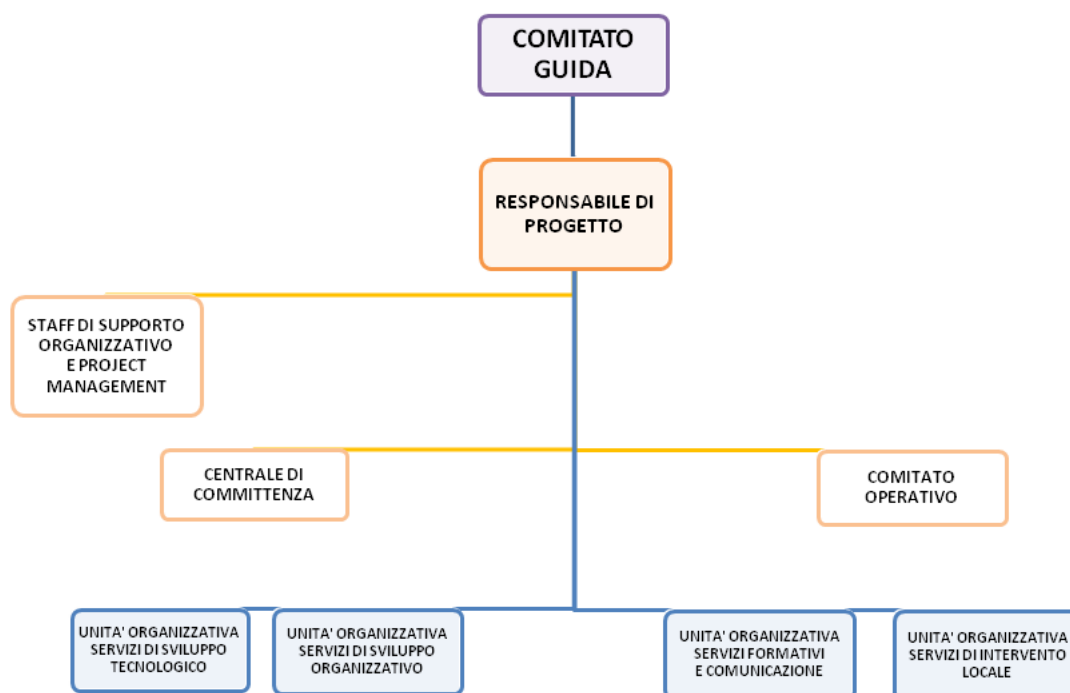 COMITATO
GUIDA
RESPONSABILE DI
PROGETTO
STAFF DI SUPPORTO
ORGANIZZATIVO
E PROJECT
MANAGEMENT
CENTRALE DI
COMMITTENZA
COMITATO
OPERATIVO
UNITA' ORGANIZZATIVA
SERVIZI DI SVILUPPO
TECNOLOGICO
UNITA' ORGANIZZATIVA
SERVIZI DI SVILUPPO
ORGANIZZATIVO
UNITA' ORGANIZZATIVA
SERVIZI FORMATIVI
E COMUNICAZIONE
UNITA' ORGANIZZATIVA
SERVIZI DI INTERVENTO
LOCALE